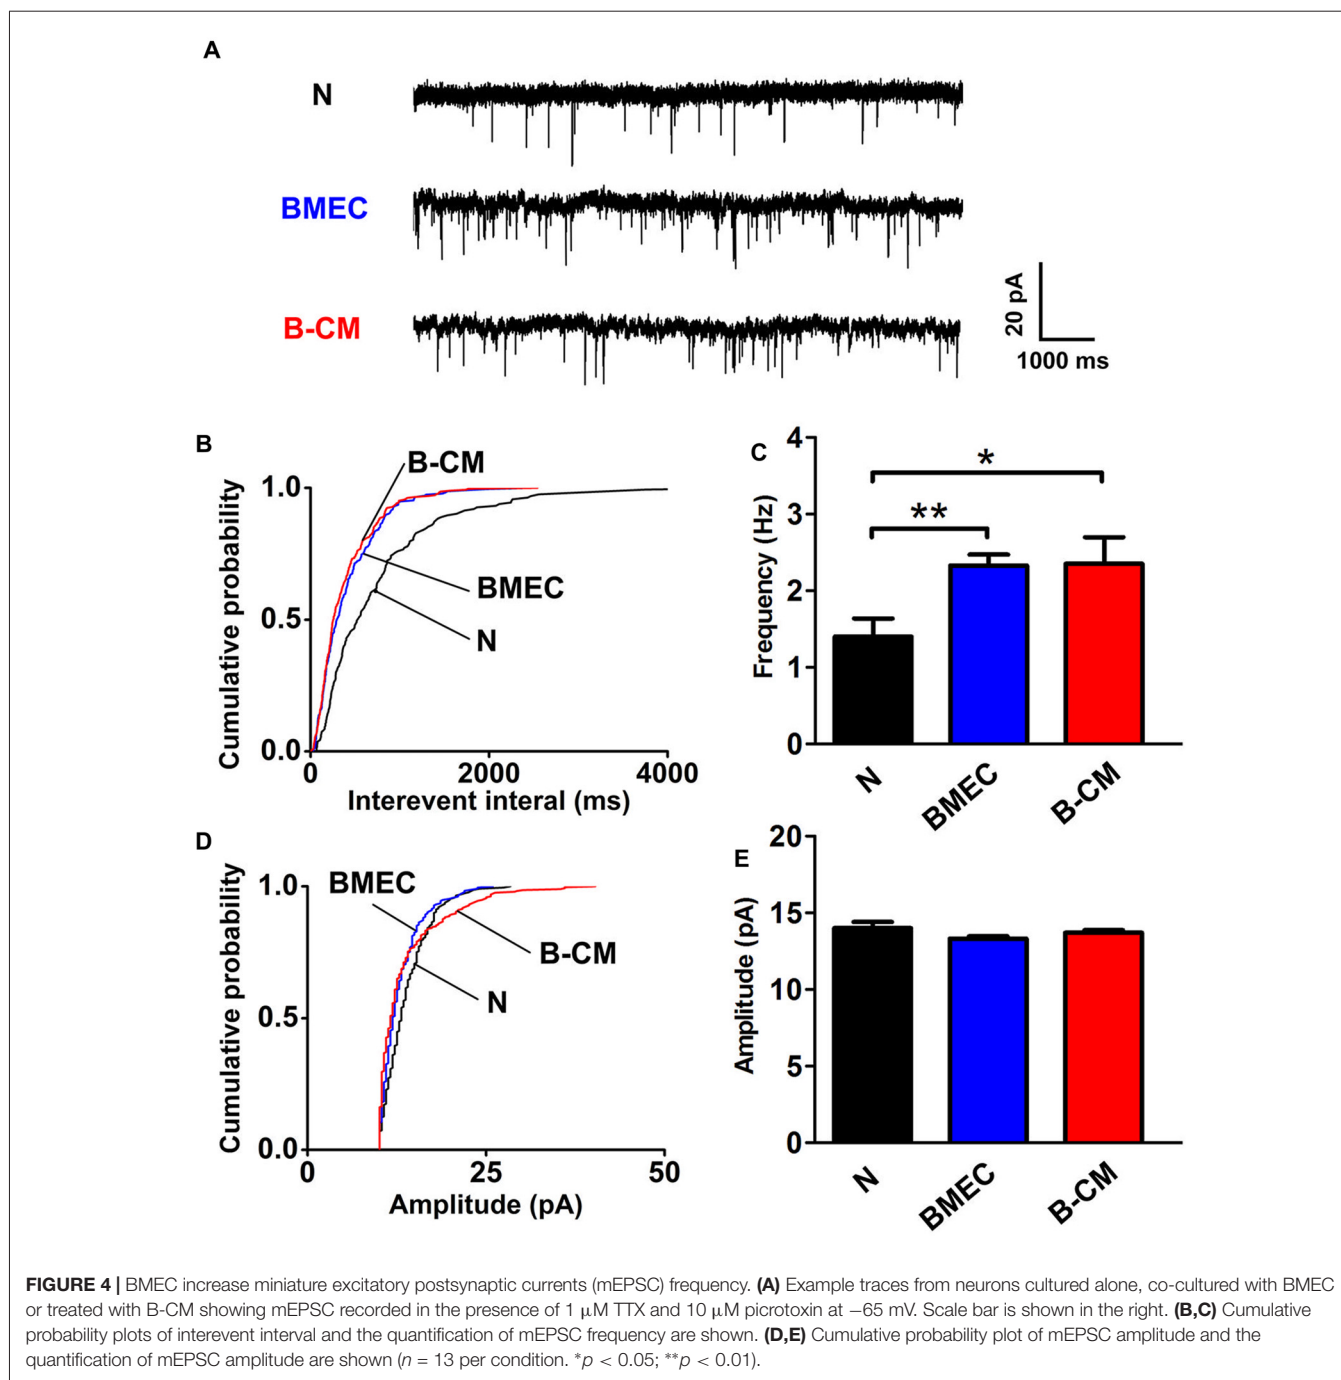 A
N
BMEC
B-CM
20 pA
1000 ms
B
B-CM
BMEC
N
1.0
0.5
0.0
Cumulative probability
0
2000
4000
Interevent interal (ms)
C
*
**
4
3
2
1
0
Frequency (Hz)
N
BMEC
B-CM
D
BMEC
B-CM
N
1.0
0.5
0.0
Cumulative probability
0
25
50
Amplitude (pA)
E
20
15
10
5
0
Amplitude (pA)
N
BMEC
B-CM
FIGURE 4 | BMEC increase miniature excitatory postsynaptic currents (mEPSC) frequency. (A) Example traces from neurons cultured alone, co-cultured with BMEC
or treated with B-CM showing mEPSC recorded in the presence of 1 μM TTX and 10 μM picrotoxin at −65 mV. Scale bar is shown in the right. (B,C) Cumulative
probability plots of interevent interval and the quantification of mEPSC frequency are shown. (D,E) Cumulative probability plot of mEPSC amplitude and the
quantification of mEPSC amplitude are shown (n = 13 per condition. *p < 0.05; **p < 0.01).